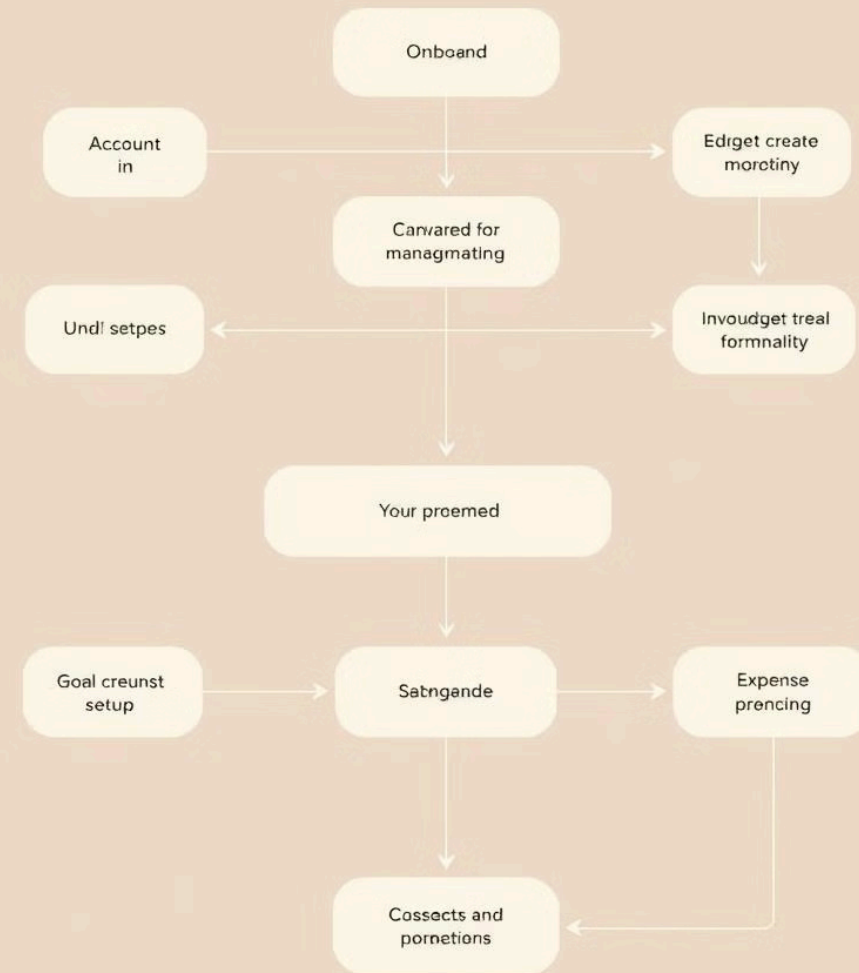 Onboand
Account
in
Edrget create
morotiny
Canvared for
managmating
Undl setpes
Invoudget treal
formnality
Your proemed
Goal creunst
setup
Satngande
Expense
prencing
Cossects and
pornetions